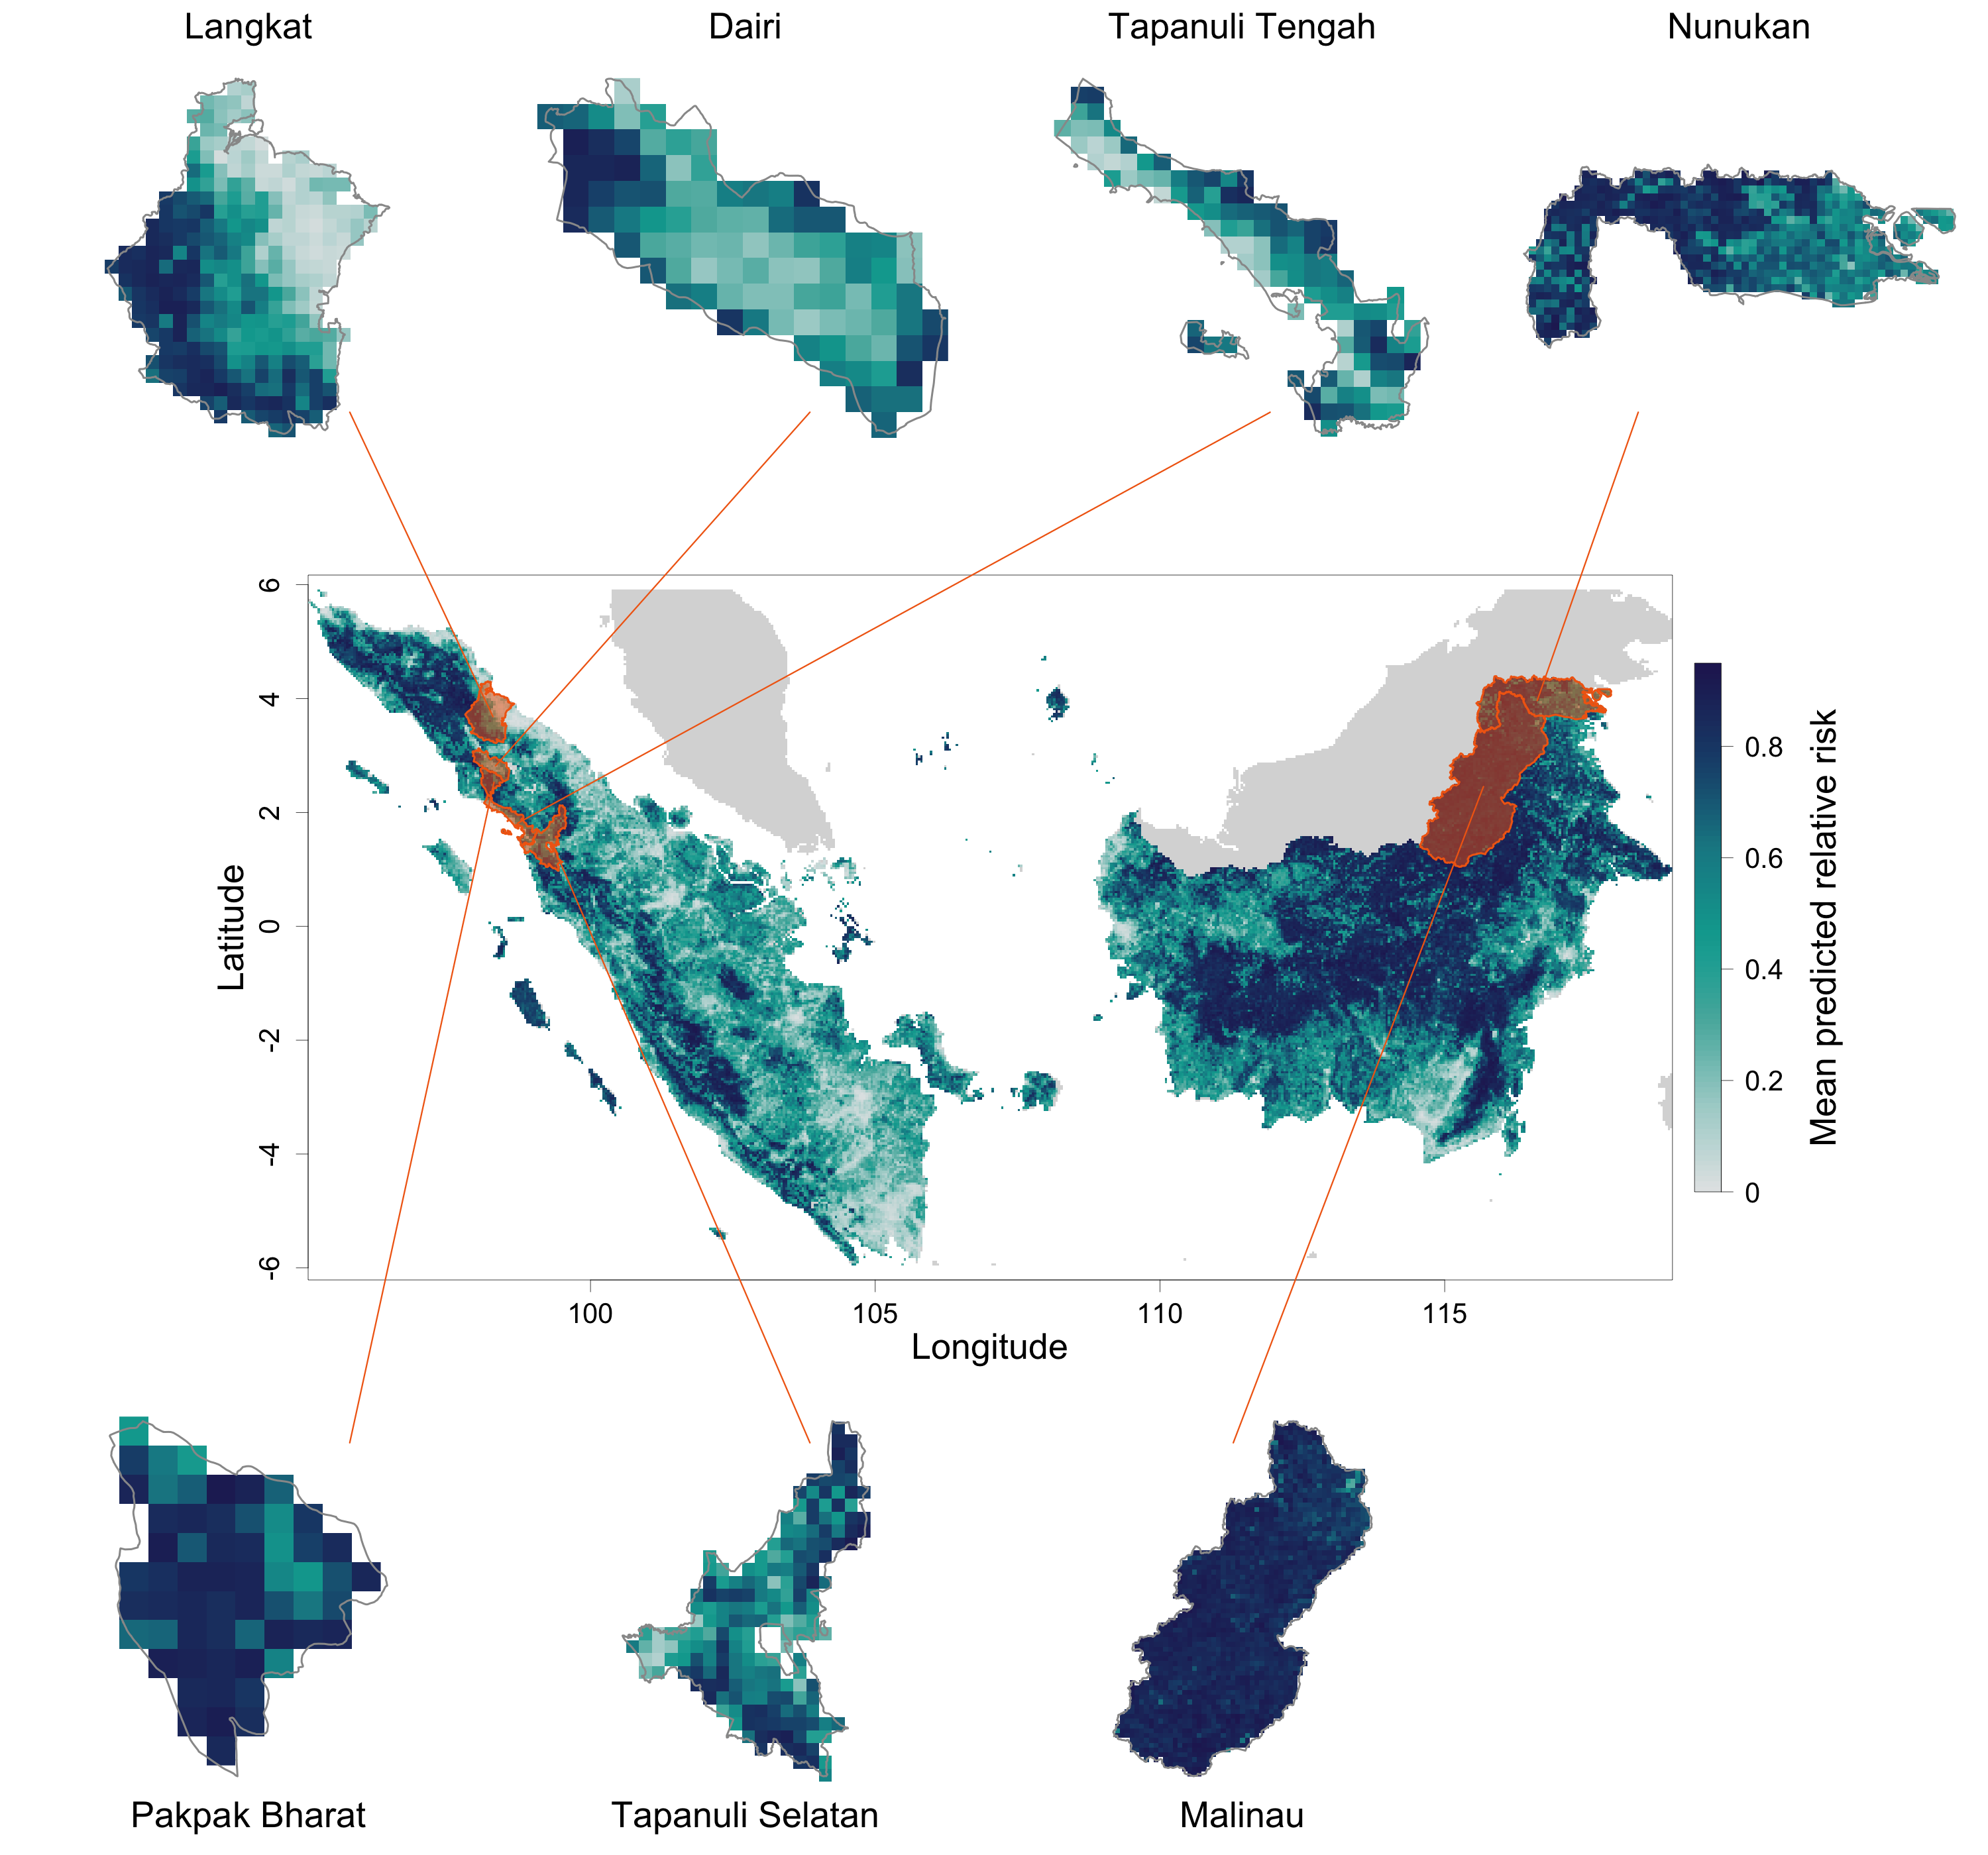 Langkat
Dairi
Tapanuli Tengah
Nunukan
6
4
2
0
-2
-4
-6
Latitude
100
105
110
115
Longitude
0.8
0.6
0.4
0.2
0
Mean predicted relative risk
Pakpak Bharat
Tapanuli Selatan
Malinau